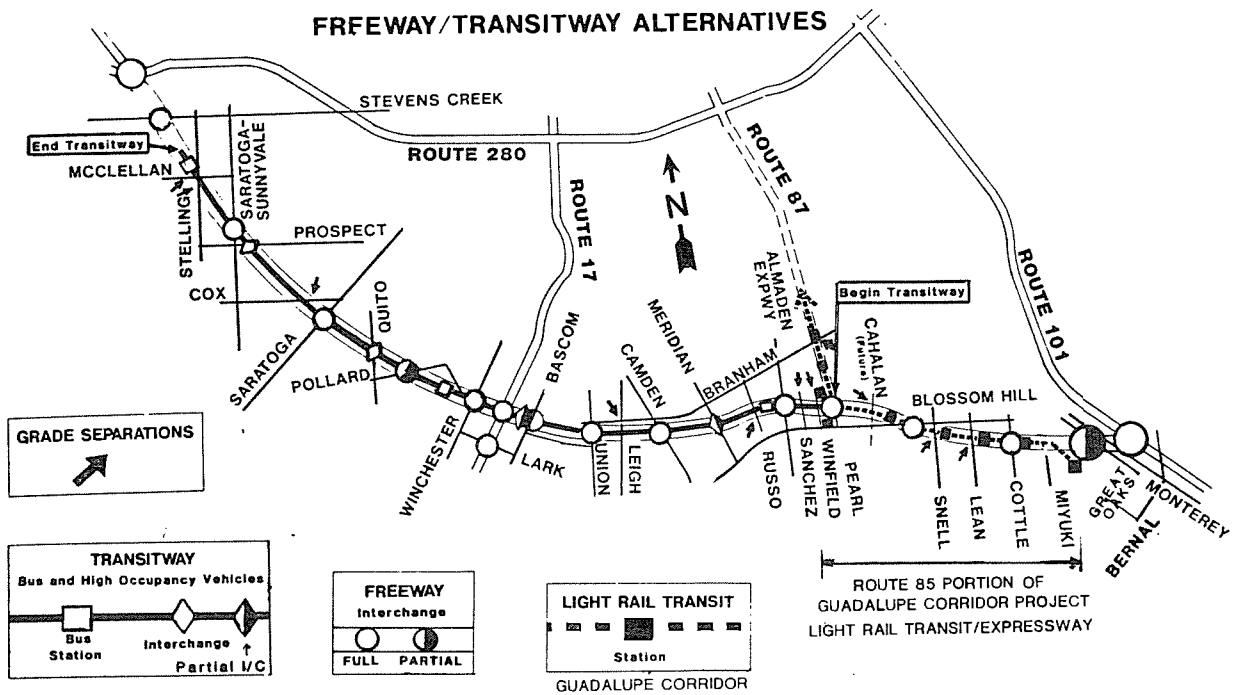 FREEWAY/TRANSITWAY ALTERNATIVES
STEVENS CREEK
End Transitway
MCCLELLAN
STELLING
SARATOGA-
SUNNYVALE
ROUTE 280
PROSPECT
COX
SARATOGA
QUITO
POLLARD
WINCHESTER
ROUTE 17
BASCOM
LARK
UNION
LEIGH
CAMDEN
MERIDIAN
BRANHAM
N
ROUTE 87
ALMADEN
EXPWY
Begin Transitway
CAHALAN
(Future)
RUSSO
SANCHEZ
WINFIELD
PEARL
BLOSSOM HILL
SNELL
LEAN
COTTLE
MIYUKI
ROUTE 101
GREAT
OAKS
MONTEREY
BERNAL
ROUTE 85 PORTION OF
GUADALUPE CORRIDOR PROJECT
LIGHT RAIL TRANSIT/EXPRESSWAY
GRADE SEPARATIONS
TRANSITWAY
Bus and High Occupancy Vehicles
Bus
Station
Interchange
Partial I/C
FREEWAY
Interchange
FULL PARTIAL
LIGHT RAIL TRANSIT
Station
GUADALUPE CORRIDOR